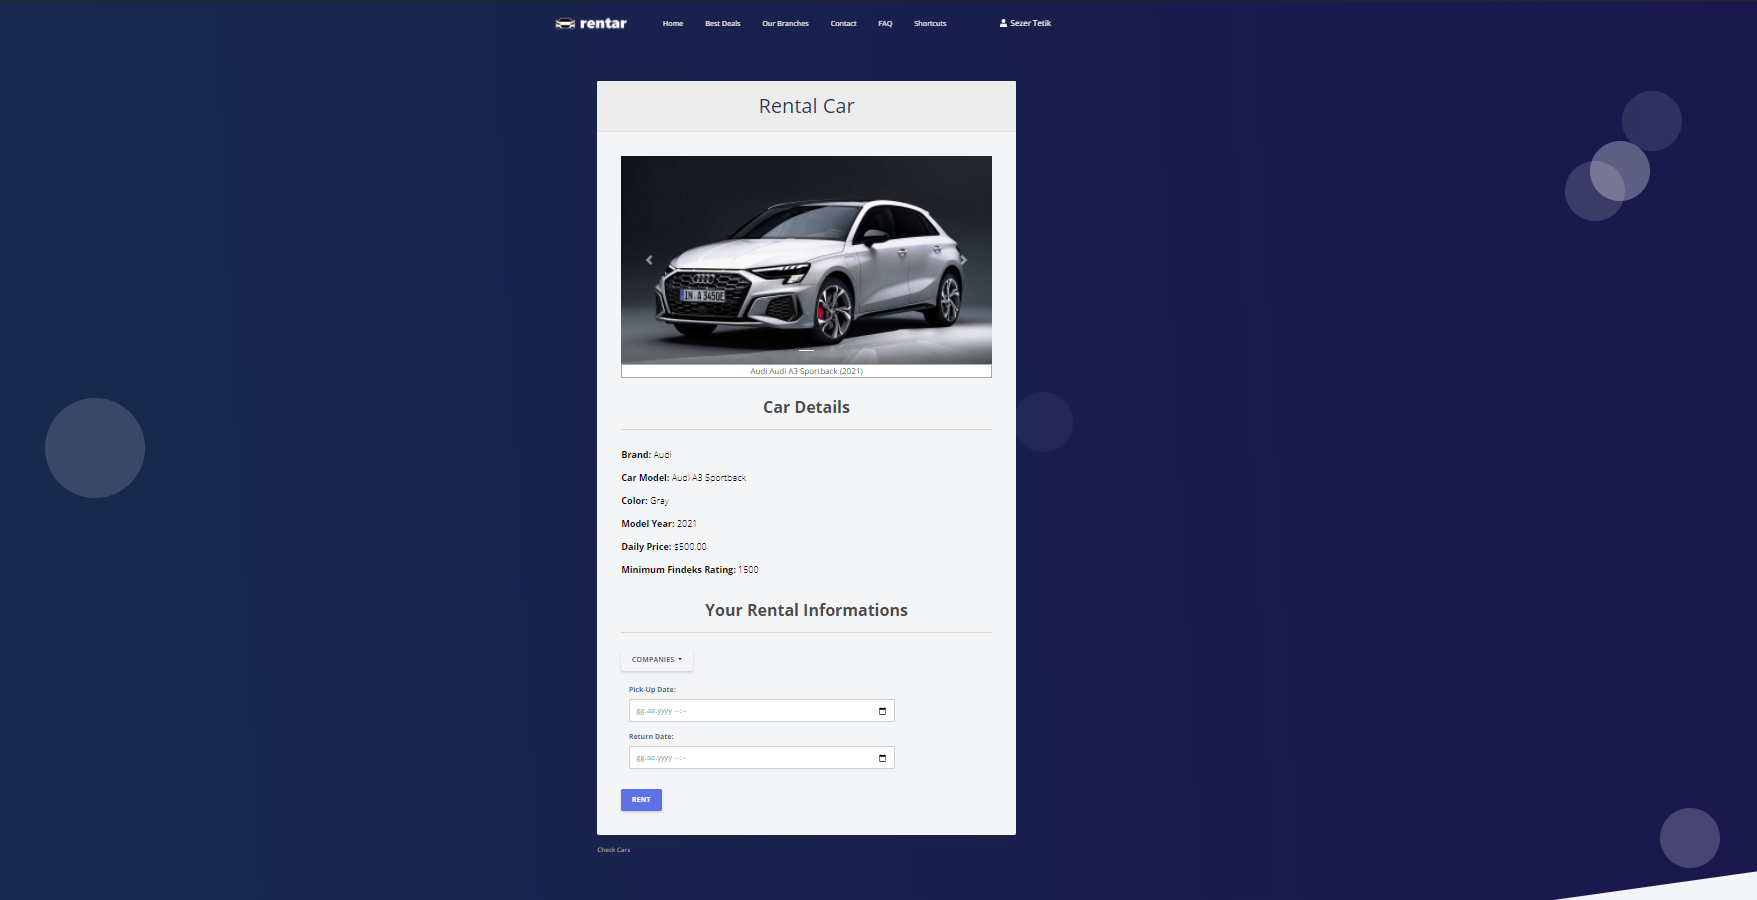 rentar Home Best Deals Our Branches Contact FAQ Shortcuts Sezer Tetik
Rental Car
IN A 3450E
Audi Audi A3 Sportback (2021)
Car Details
Brand: Audi
Car Model: Audi A3 Sportback
Color: Gray
Model Year: 2021
Daily Price: $500.00
Minimum Findeks Rating: 1500
Your Rental Informations
COMPANIES
Pick-Up Date:
gg.aa.yyyy --:--
Return Date:
gg.aa.yyyy --:--
RENT
Check Cars